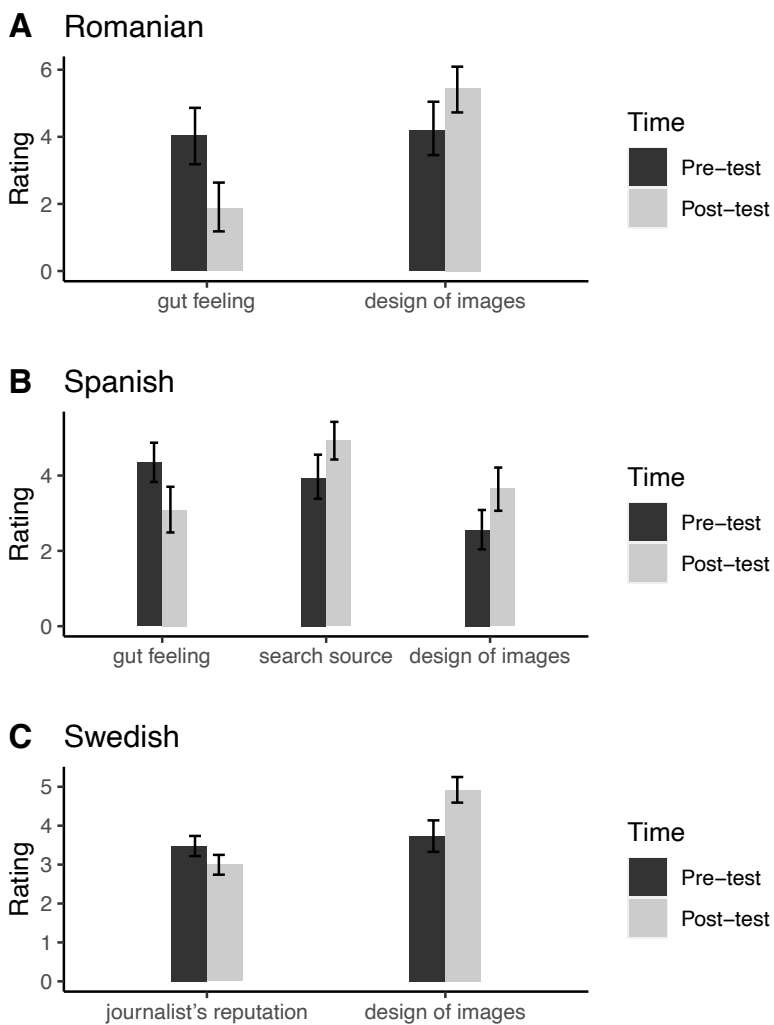 A Romanian
6
4
2
0
Rating
gut feeling
design of images
Time
Pre−test
Post−test
B Spanish
4
2
0
Rating
gut feeling
search source
design of images
Time
Pre−test
Post−test
C Swedish
5
4
3
2
1
0
Rating
journalist's reputation
design of images
Time
Pre−test
Post−test